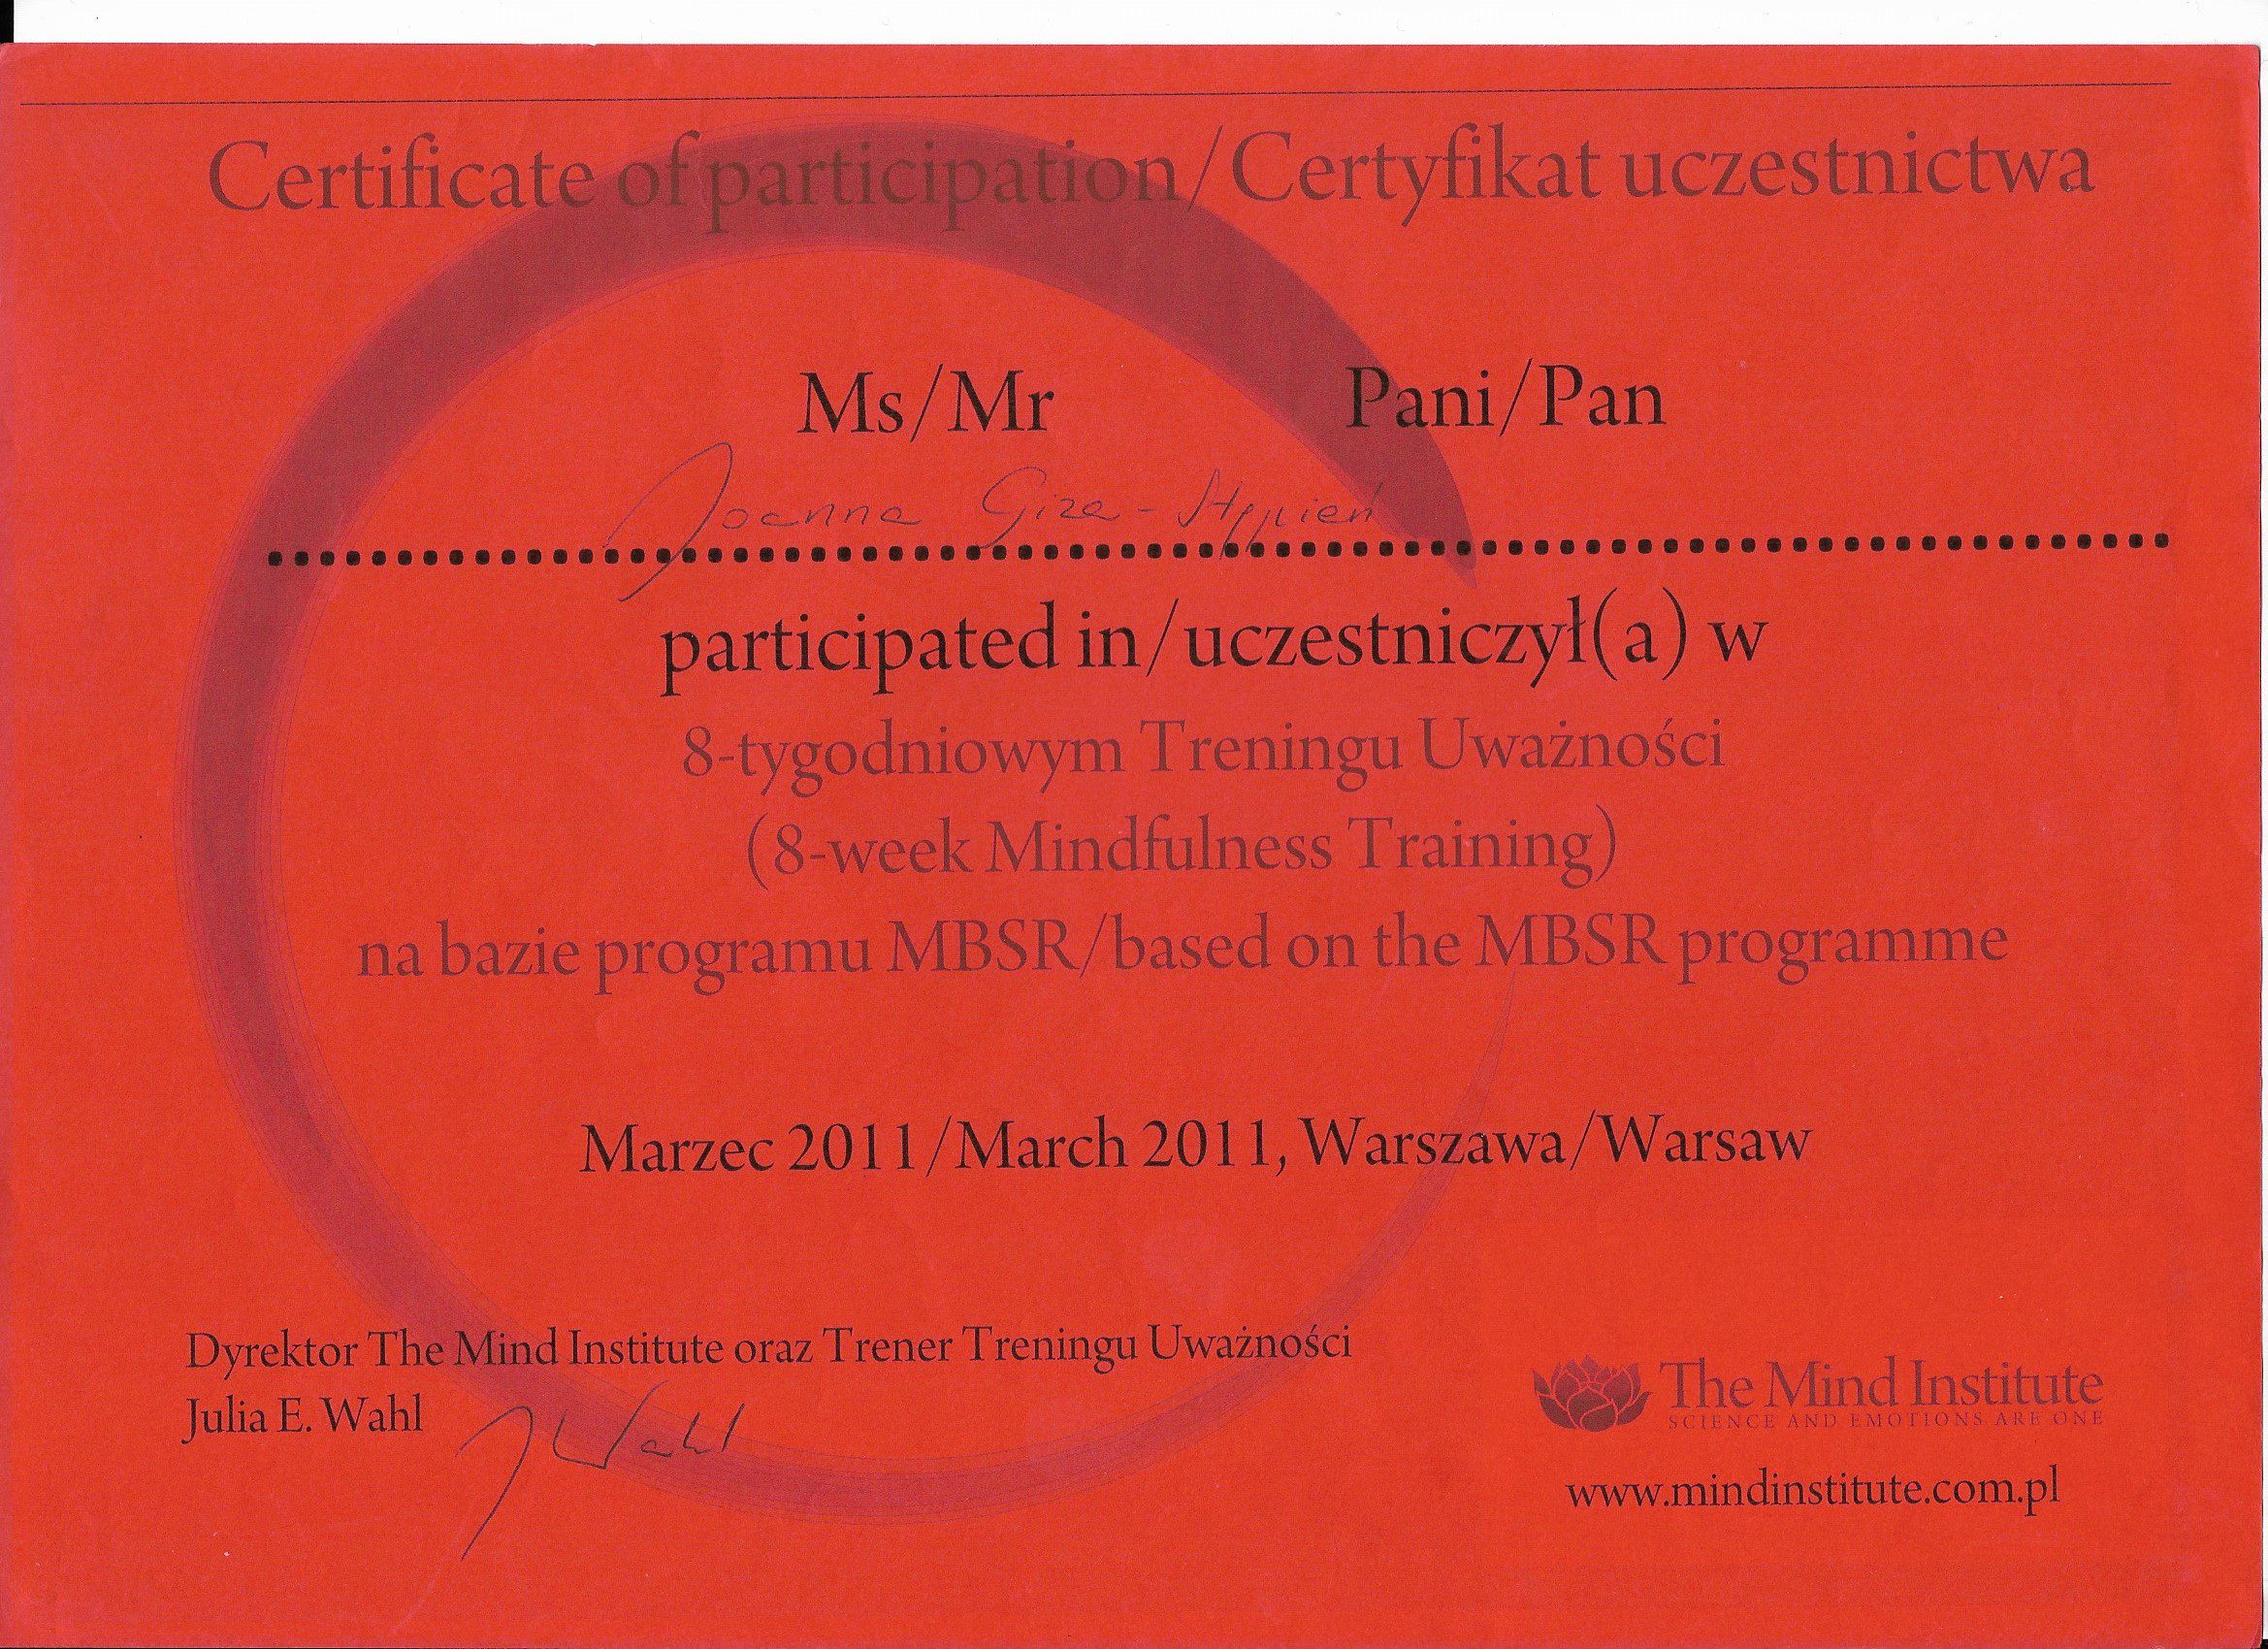 Certificate of participation/Certyfikat uczestnictwa
Ms/Mr Pani/Pan
Joanna Giza-Stępień
participated in/uczestniczył(a) w
8-tygodniowym Treningu Uważności
(8-week Mindfulness Training)
na bazie programu MBSR/based on the MBSR programme
Marzec 2011/March 2011, Warszawa/Warsaw
Dyrektor The Mind Institute oraz Trener Treningu Uważności
Julia E. Wahl
JWahl
The Mind Institute
SCIENCE AND EMOTIONS ARE ONE
www.mindinstitute.com.pl